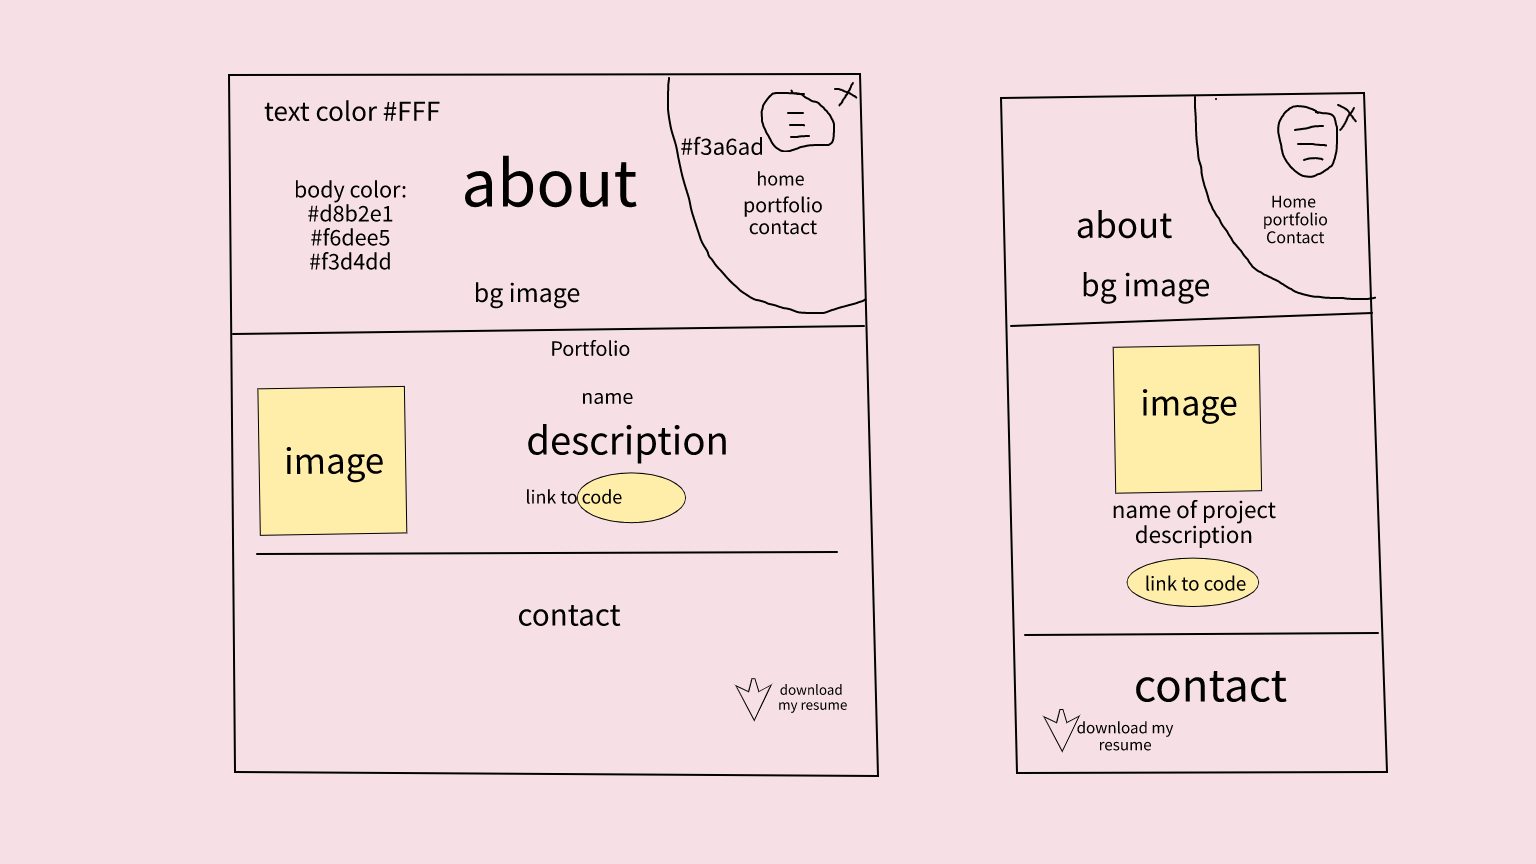 text color #FFF
#f3a6ad
about
body color:
#d8b2e1
#f6dee5
#f3d4dd
home
portfolio
contact
bg image
Portfolio
name
description
image
link to code
contact
download
my resume
Home
portfolio
Contact
about
bg image
image
name of project
description
link to code
contact
download my
resume